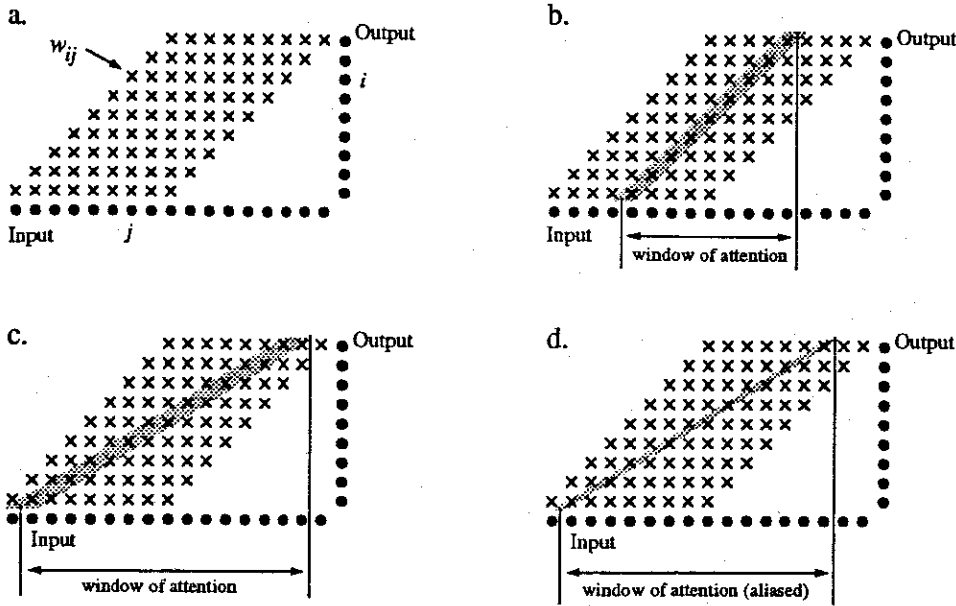 a.
w_ij
Output
i
Input
j
b.
Output
Input
window of attention
c.
Output
Input
window of attention
d.
Output
Input
window of attention (aliased)